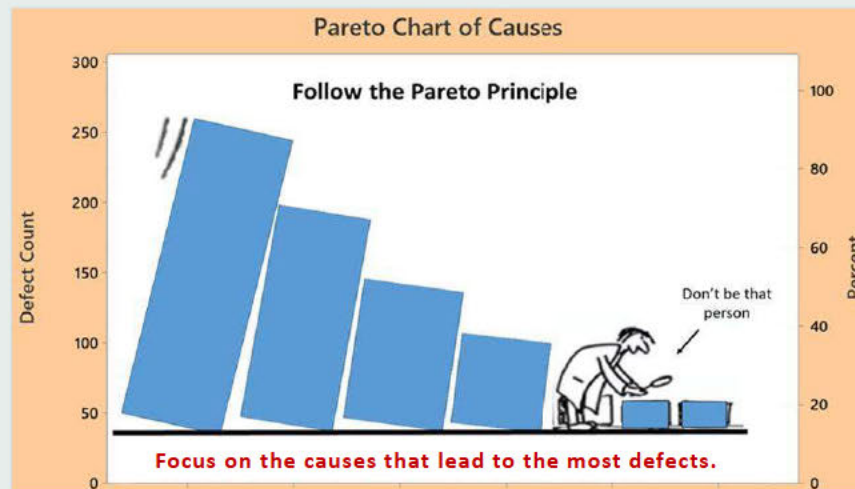 Pareto Chart of Causes
Follow the Pareto Principle
300
250
200
150
100
50
0
Defect Count
100
80
60
40
20
0
Percent
Don't be that
person
Focus on the causes that lead to the most defects.